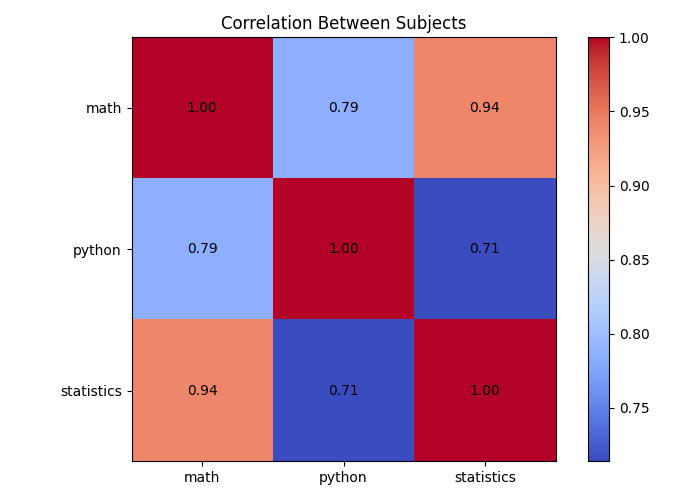 Correlation Between Subjects
math 1.00 0.79 0.94
python 0.79 1.00 0.71
statistics 0.94 0.71 1.00
math python statistics
1.00
0.95
0.90
0.85
0.80
0.75